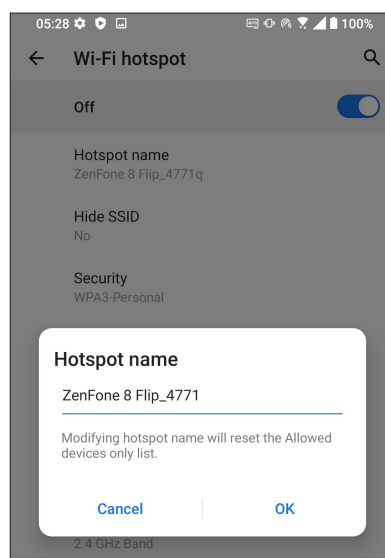 05:28 100%
Wi-Fi hotspot
Off
Hotspot name
ZenFone 8 Flip_4771q
Hide SSID
No
Security
WPA3-Personal
Hotspot name
ZenFone 8 Flip_4771
Modifying hotspot name will reset the Allowed
devices only list.
Cancel OK
2.4 GHz Band